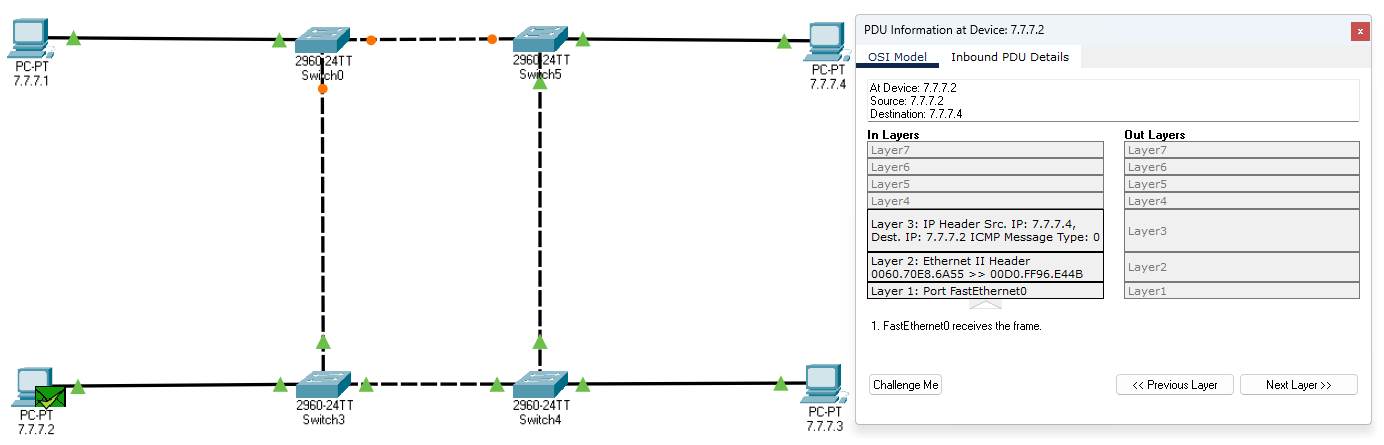 PC-PT
7.7.7.1
2960-24TT
Switch0
2960-24TT
Switch5
PC-PT
7.7.7.4
PC-PT
7.7.7.2
2960-24TT
Switch3
2960-24TT
Switch4
PC-PT
7.7.7.3
PDU Information at Device: 7.7.7.2
x
OSI Model
Inbound PDU Details
At Device: 7.7.7.2
Source: 7.7.7.2
Destination: 7.7.7.4
In Layers
Layer7
Layer6
Layer5
Layer4
Layer 3: IP Header Src. IP: 7.7.7.4,
Dest. IP: 7.7.7.2 ICMP Message Type: 0
Layer 2: Ethernet II Header
0060.70E8.6A55 >> 00D0.FF96.E44B
Layer 1: Port FastEthernet0
Out Layers
Layer7
Layer6
Layer5
Layer4
Layer3
Layer2
Layer1
1. FastEthernet0 receives the frame.
Challenge Me
<< Previous Layer
Next Layer >>